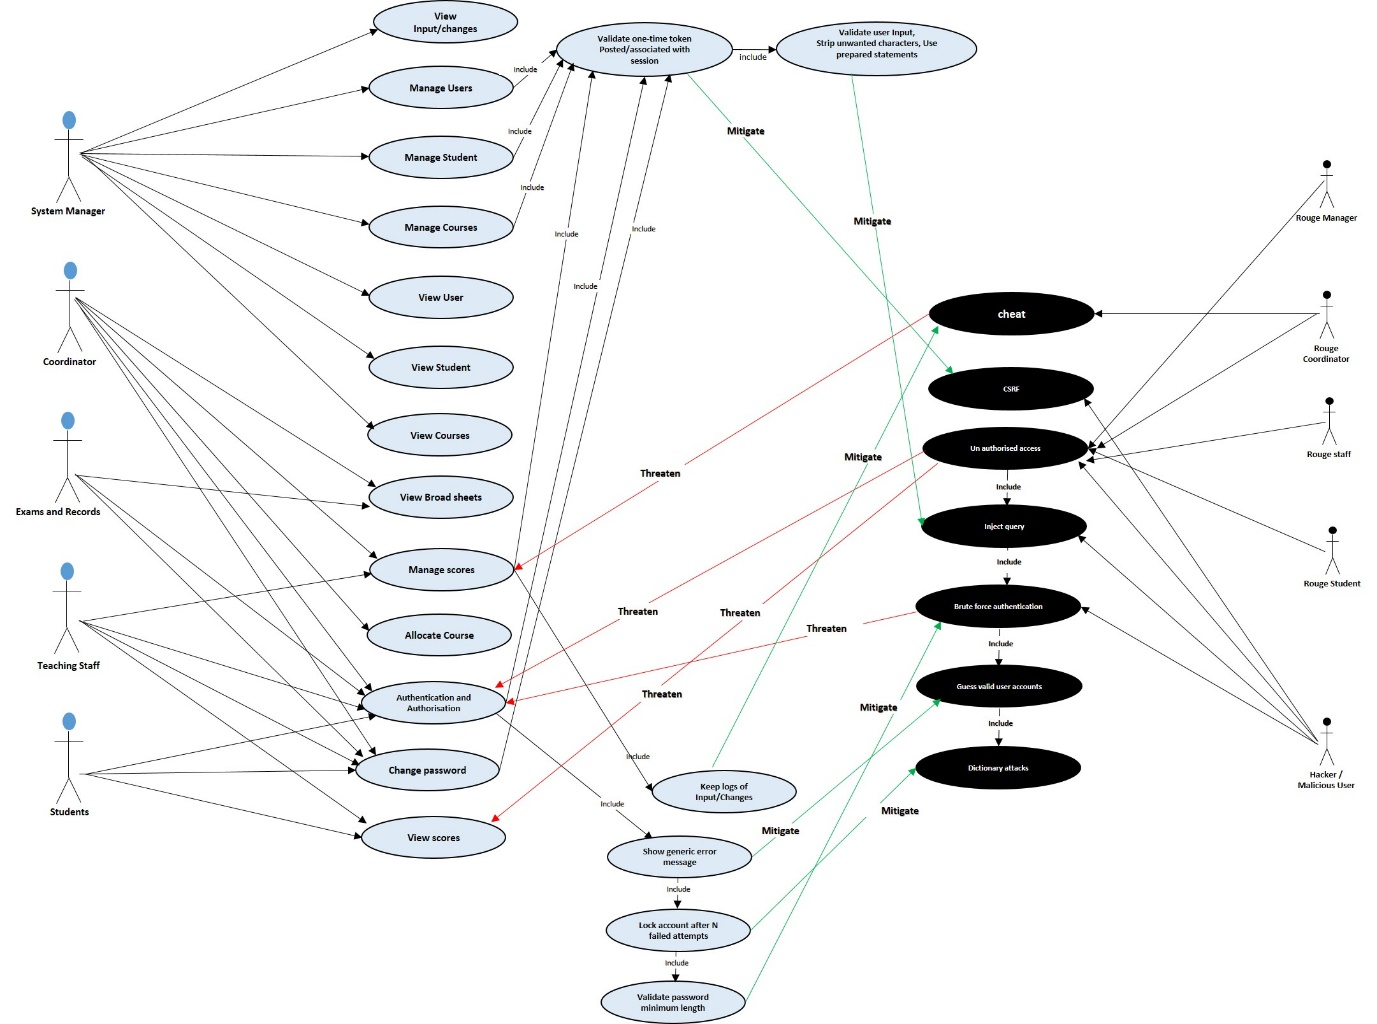 View
Input/changes
Validate one-time token
Posted/associated with
session
Validate user Input,
Strip unwanted characters, Use
prepared statements
include
Include
Manage Users
Include
Mitigate
Manage Student
Include
System Manager
Manage Courses
Include
Include
Include
Mitigate
Rouge Manager
View User
cheat
Rouge
Coordinator
Coordinator
View Student
CSRF
View Courses
Un authorised access
Rouge staff
Mitigate
Threaten
Include
View Broad sheets
Exams and Records
Inject query
Include
Manage scores
Rouge Student
Brute force authentication
Threaten
Threaten
Threaten
Allocate Course
Include
Teaching Staff
Guess valid user accounts
Threaten
Authentication and
Authorisation
Mitigate
Include
Include
Change password
Dictionary attacks
Hacker /
Malicious User
Keep logs of
Input/Changes
Students
Include
Mitigate
Mitigate
View scores
Show generic error
message
Include
Lock account after N
failed attempts
Include
Validate password
minimum length